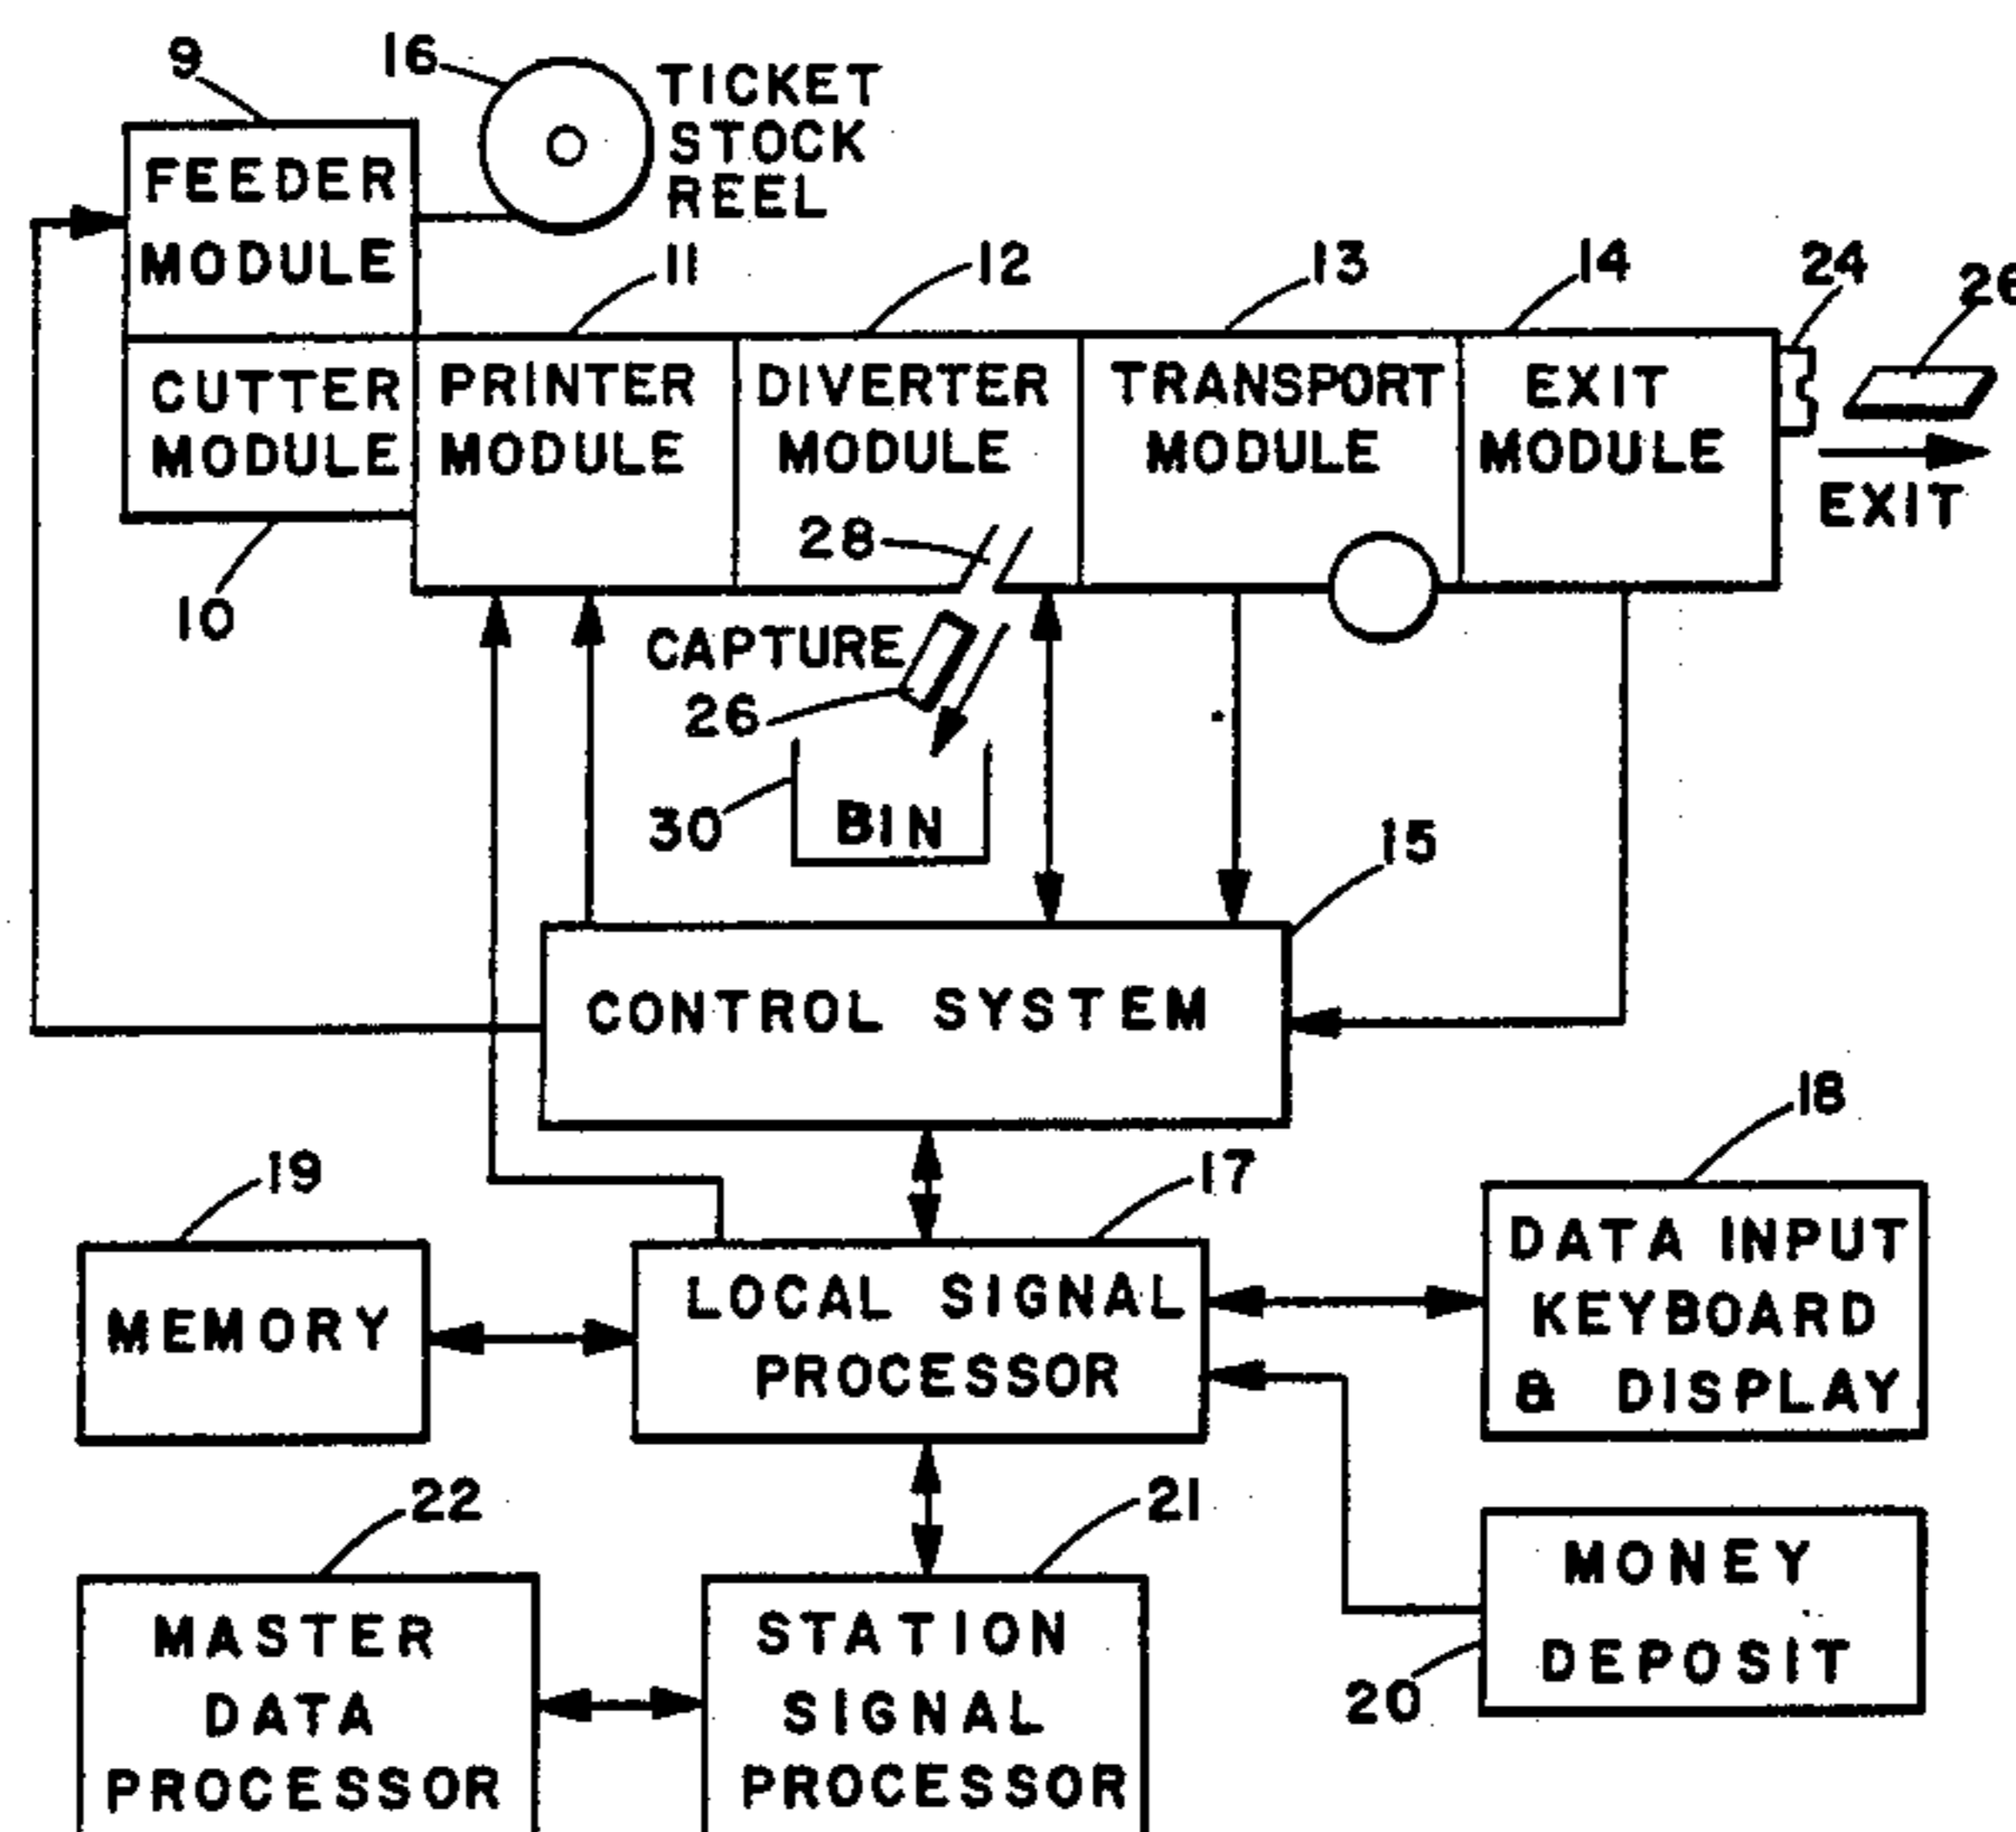 9
16
TICKET
STOCK
REEL
FEEDER
MODULE
11
12
13
14
24
26
CUTTER
MODULE
PRINTER
MODULE
DIVERTER
MODULE
TRANSPORT
MODULE
EXIT
MODULE
EXIT
28
10
CAPTURE
26
30
BIN
15
CONTROL SYSTEM
18
19
17
MEMORY
LOCAL SIGNAL
PROCESSOR
DATA INPUT
KEYBOARD
& DISPLAY
22
21
MONEY
DEPOSIT
20
MASTER
DATA
PROCESSOR
STATION
SIGNAL
PROCESSOR